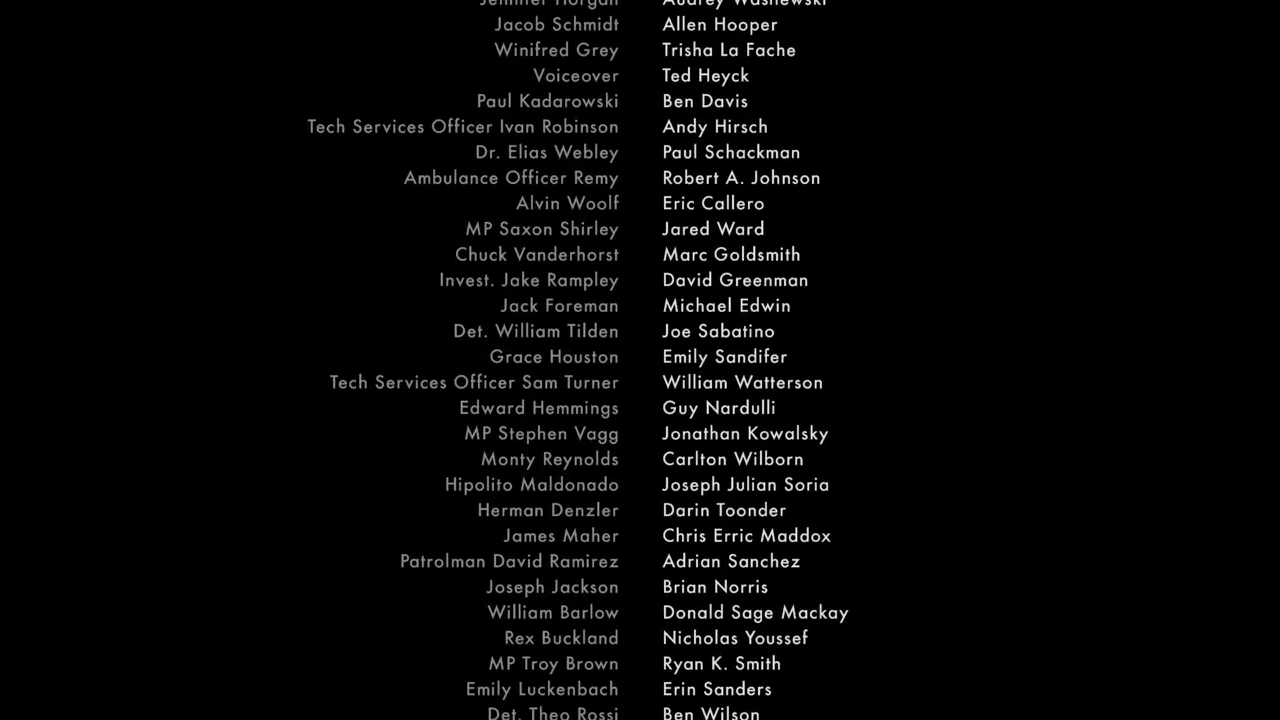 Jennifer Horgan Audrey Wasilewski
Jacob Schmidt Allen Hooper
Winifred Grey Trisha La Fache
Voiceover Ted Heyck
Paul Kadarowski Ben Davis
Tech Services Officer Ivan Robinson Andy Hirsch
Dr. Elias Webley Paul Schackman
Ambulance Officer Remy Robert A. Johnson
Alvin Woolf Eric Callero
MP Saxon Shirley Jared Ward
Chuck Vanderhorst Marc Goldsmith
Invest. Jake Rampley David Greenman
Jack Foreman Michael Edwin
Det. William Tilden Joe Sabatino
Grace Houston Emily Sandifer
Tech Services Officer Sam Turner William Watterson
Edward Hemmings Guy Nardulli
MP Stephen Vagg Jonathan Kowalsky
Monty Reynolds Carlton Wilborn
Hipolito Maldonado Joseph Julian Soria
Herman Denzler Darin Toonder
James Maher Chris Erric Maddox
Patrolman David Ramirez Adrian Sanchez
Joseph Jackson Brian Norris
William Barlow Donald Sage Mackay
Rex Buckland Nicholas Youssef
MP Troy Brown Ryan K. Smith
Emily Luckenbach Erin Sanders
Det. Theo Rossi Ben Wilson